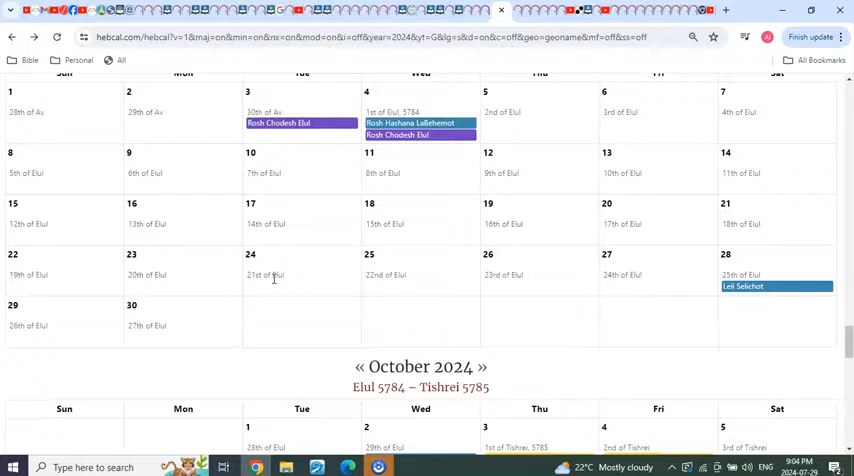 hebcal.com/hebcal?v=1&maj=on&min=on&nx=on&mod=on&i=off&year=2024&yt=G&lg=s&d=on&c=off&geo=geoname&mf=off&ss=off
AI
Finish update
Bible
Personal
All
All Bookmarks
Sun Mon Tue Wed Thu Fri Sat
1 2 3 4 5 6 7
28th of Av 29th of Av 30th of Av 1st of Elul, 5784 2nd of Elul 3rd of Elul 4th of Elul
Rosh Chodesh Elul Rosh Hashana LaBehemot
Rosh Chodesh Elul
8 9 10 11 12 13 14
5th of Elul 6th of Elul 7th of Elul 8th of Elul 9th of Elul 10th of Elul 11th of Elul
15 16 17 18 19 20 21
12th of Elul 13th of Elul 14th of Elul 15th of Elul 16th of Elul 17th of Elul 18th of Elul
22 23 24 25 26 27 28
19th of Elul 20th of Elul 21st of Elul 22nd of Elul 23rd of Elul 24th of Elul 25th of Elul
Leil Selichot
29 30
26th of Elul 27th of Elul
« October 2024 »
Elul 5784 – Tishrei 5785
Sun Mon Tue Wed Thu Fri Sat
1 2 3 4 5
28th of Elul 29th of Elul 1st of Tishrei, 5785 2nd of Tishrei 3rd of Tishrei
Type here to search
22°C Mostly cloudy
ENG
9:04 PM
2024-07-29